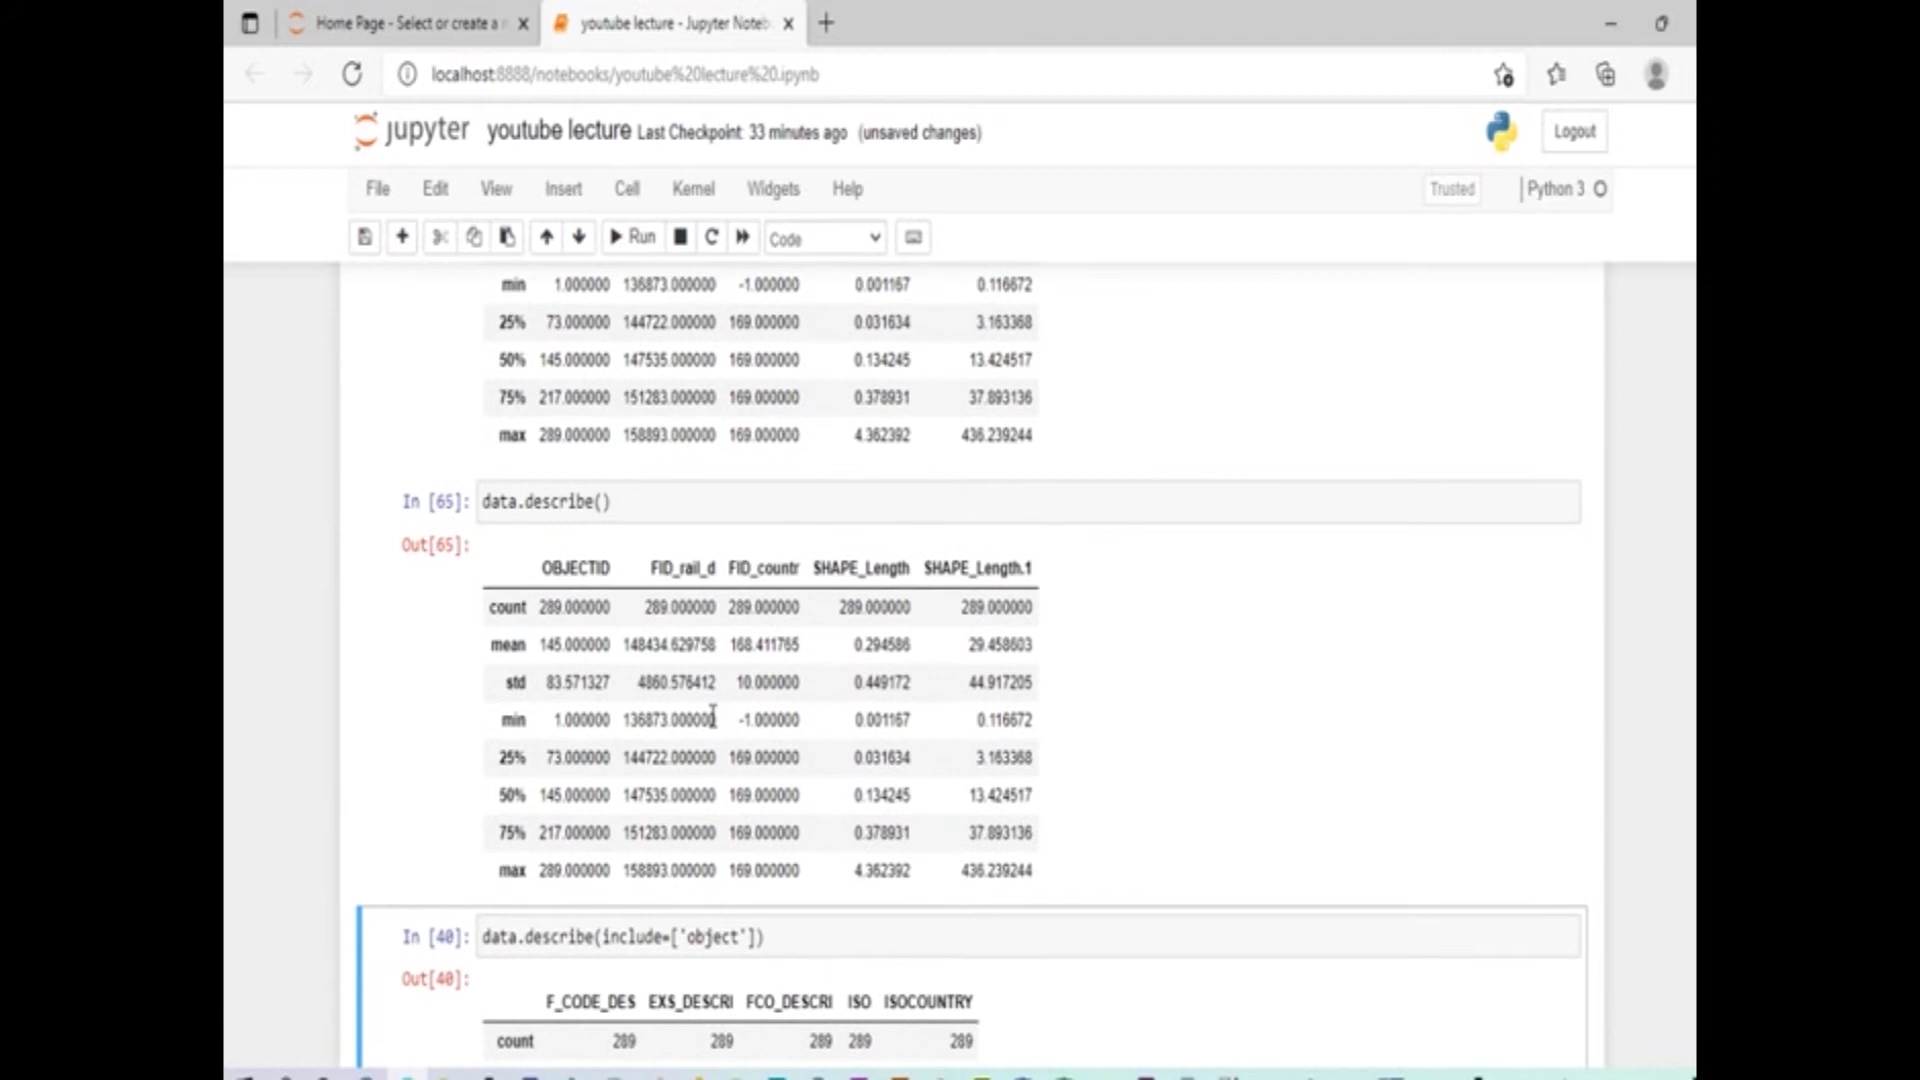 Home Page - Select or create a n
youtube lecture - Jupyter Noteb
localhost:8888/notebooks/youtube%20lecture%20.ipynb
jupyter youtube lecture Last Checkpoint: 33 minutes ago (unsaved changes)
Logout
File Edit View Insert Cell Kernel Widgets Help
Trusted
Python 3
Run
Code
min 1.000000 136873.000000 -1.000000 0.001167 0.116672
25% 73.000000 144722.000000 169.000000 0.031634 3.163368
50% 145.000000 147535.000000 169.000000 0.134245 13.424517
75% 217.000000 151283.000000 169.000000 0.378931 37.893136
max 289.000000 158893.000000 169.000000 4.362392 436.239244
In [65]: data.describe()
Out[65]:
OBJECTID FID_rail_d FID_countr SHAPE_Length SHAPE_Length.1
count 289.000000 289.000000 289.000000 289.000000 289.000000
mean 145.000000 148434.629758 168.411765 0.294586 29.458603
std 83.571327 4860.576412 10.000000 0.449172 44.917205
min 1.000000 136873.000000 -1.000000 0.001167 0.116672
25% 73.000000 144722.000000 169.000000 0.031634 3.163368
50% 145.000000 147535.000000 169.000000 0.134245 13.424517
75% 217.000000 151283.000000 169.000000 0.378931 37.893136
max 289.000000 158893.000000 169.000000 4.362392 436.239244
In [40]: data.describe(include=['object'])
Out[40]:
F_CODE_DES EXS_DESCRI FCO_DESCRI ISO ISOCOUNTRY
count 289 289 289 289 289